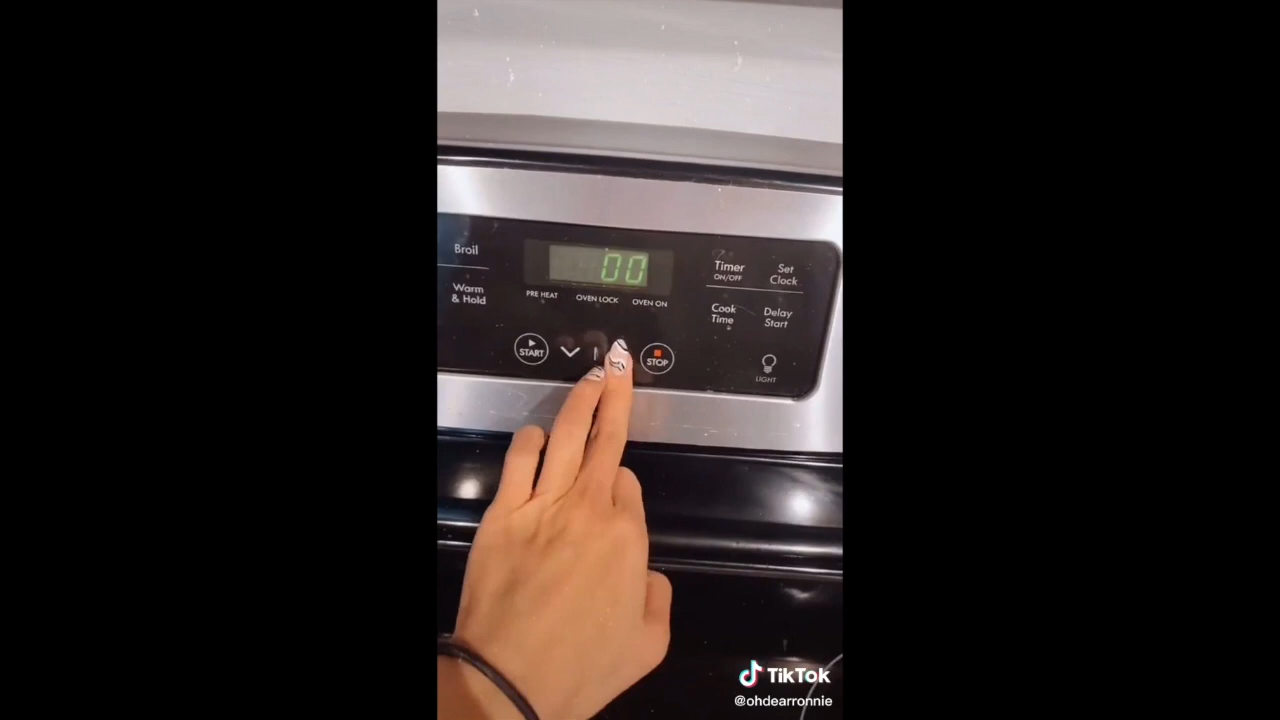 Broil
Warm
& Hold
00
PRE HEAT
OVEN LOCK
OVEN ON
START
STOP
Timer
ON/OFF
Set
Clock
Cook
Time
Delay
Start
LIGHT
TikTok
@ohdearronnie